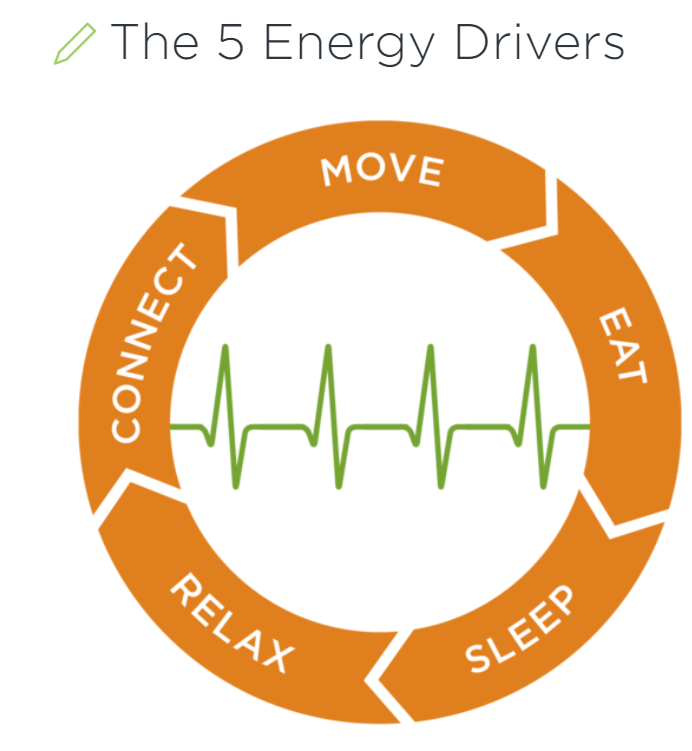 The 5 Energy Drivers
MOVE
EAT
SLEEP
RELAX
CONNECT